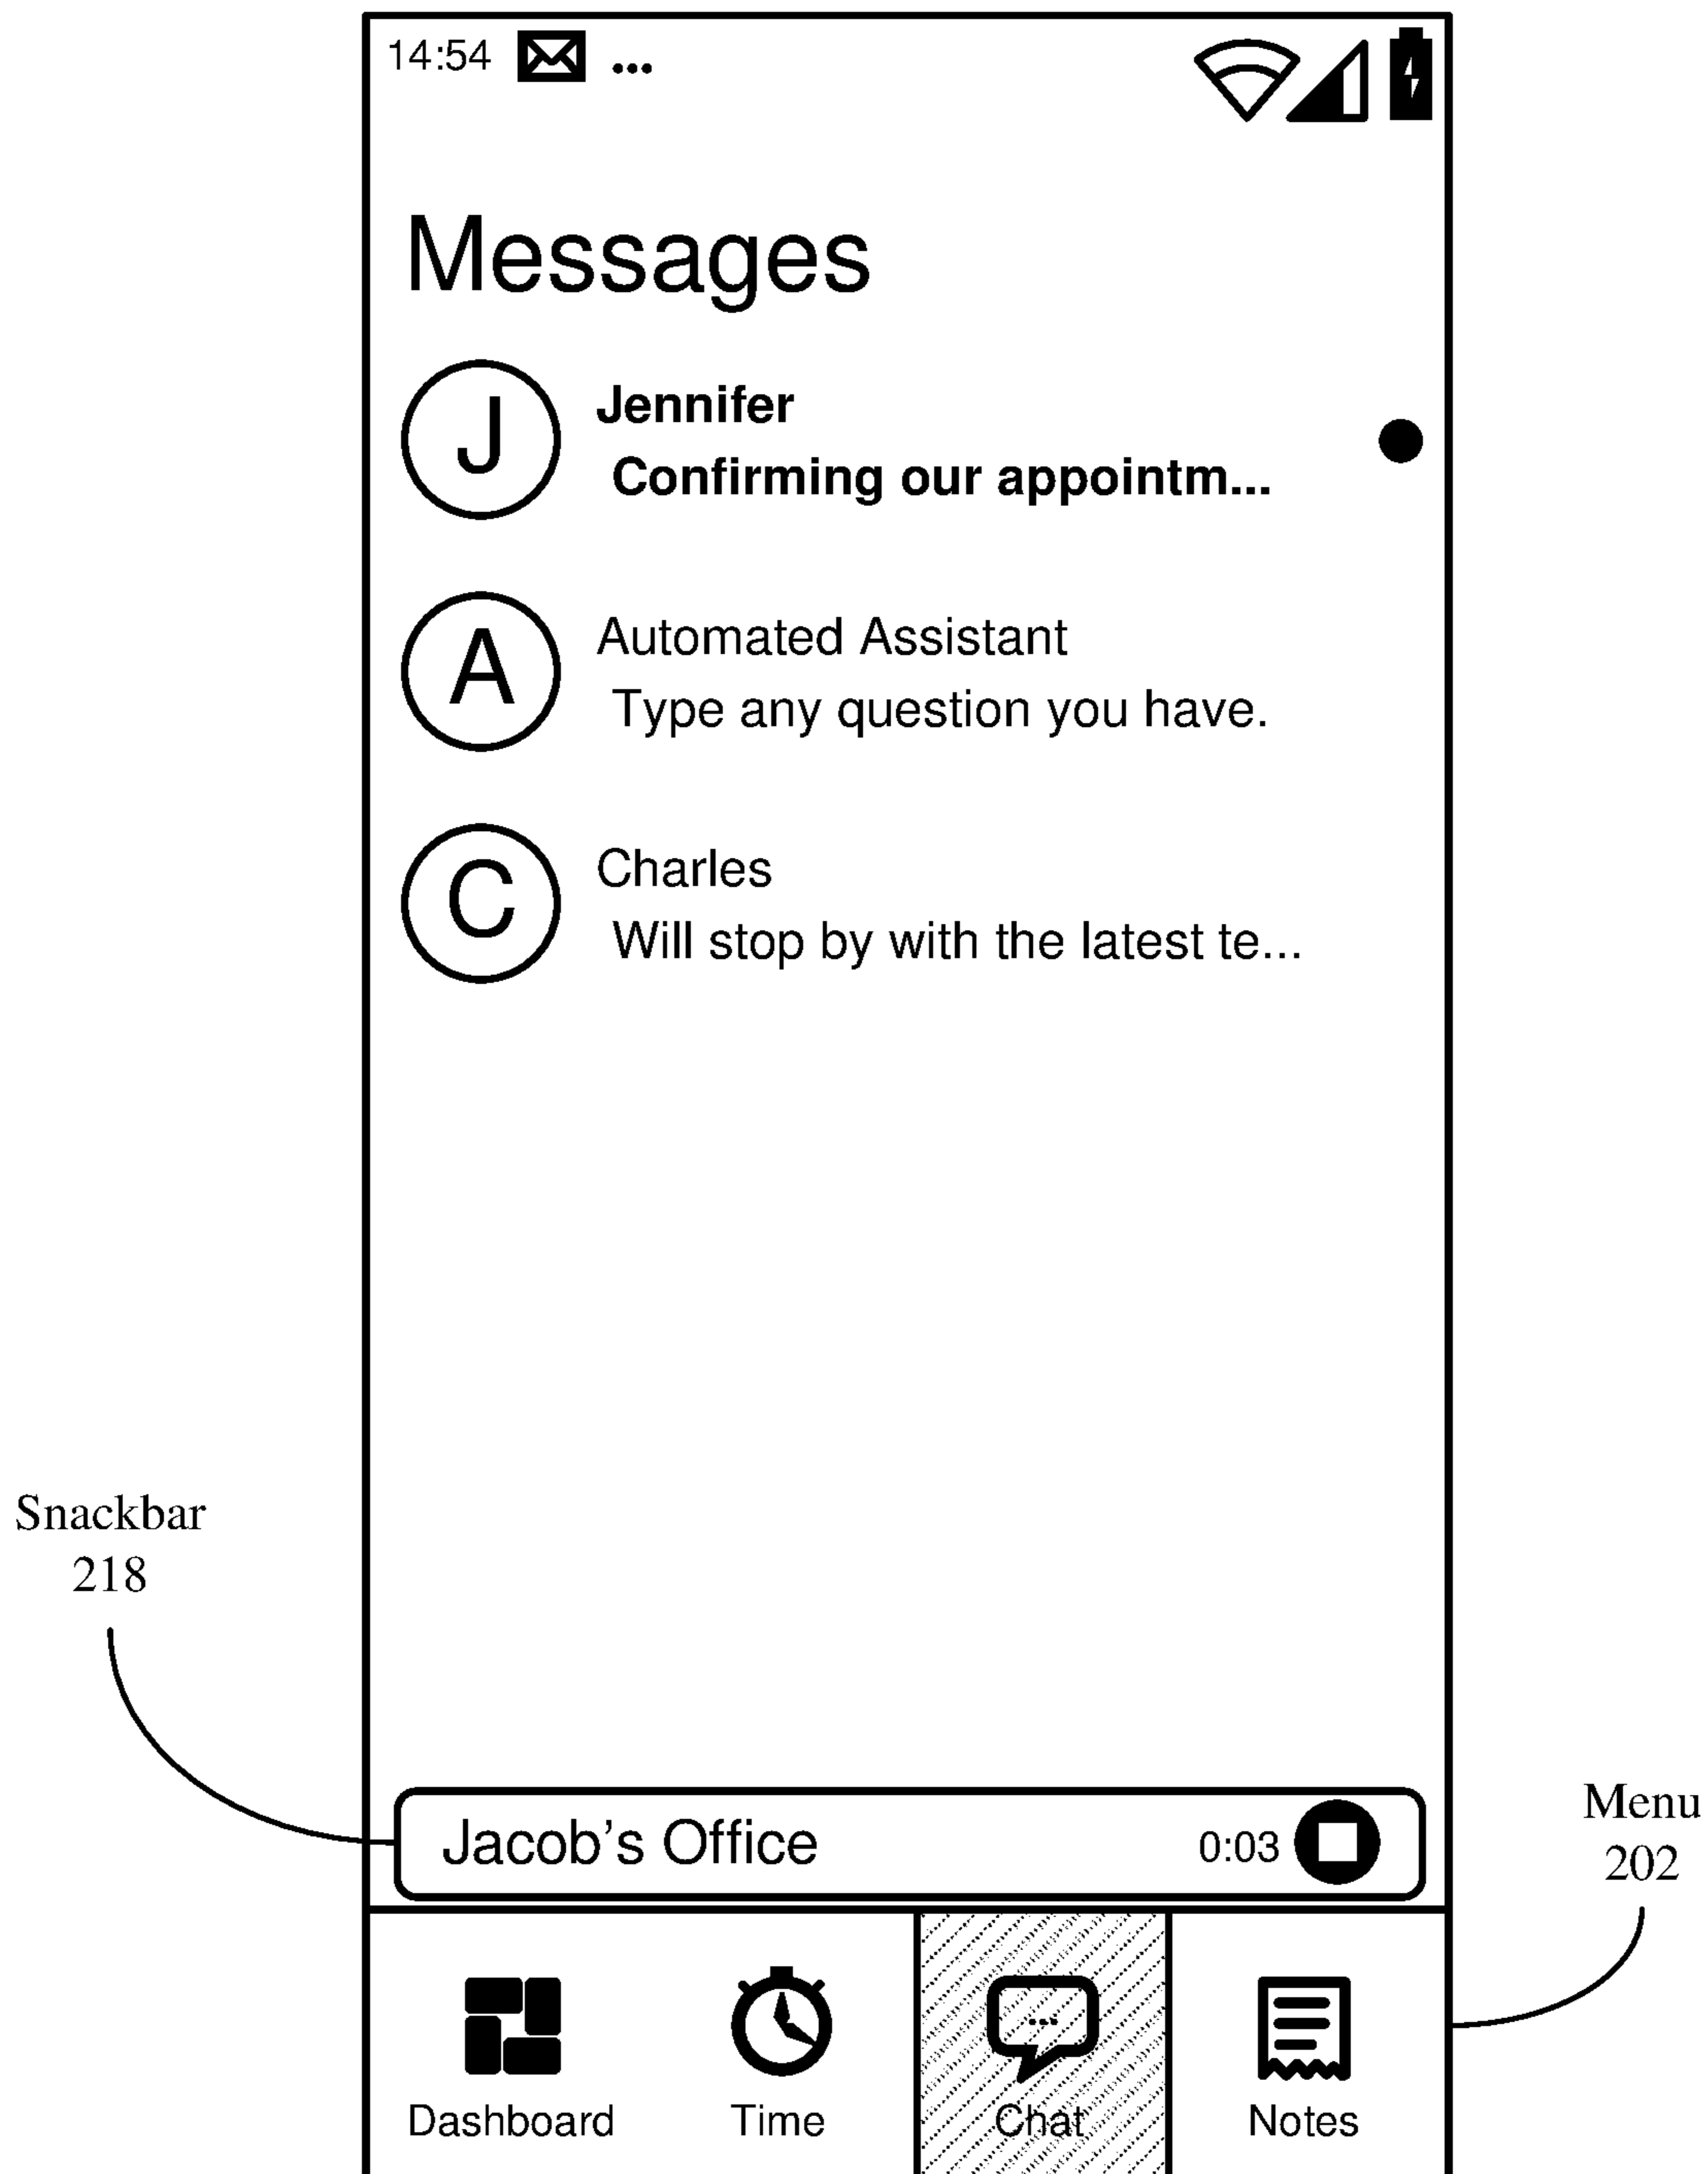 14:54 ...
Messages
J
Jennifer
Confirming our appointm...
A
Automated Assistant
Type any question you have.
C
Charles
Will stop by with the latest te...
Snackbar
218
Jacob’s Office 0:03
Menu
202
Dashboard Time Chat Notes